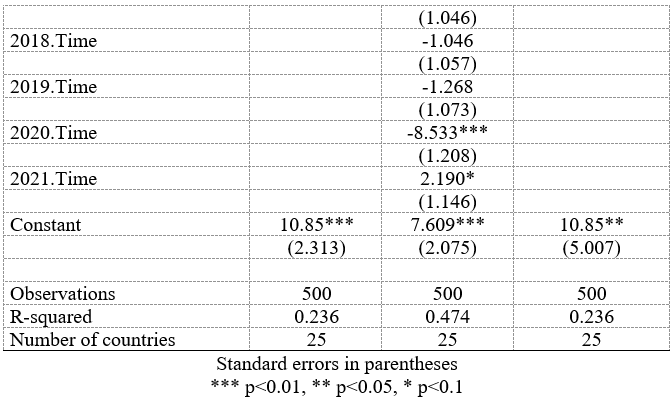 (1.046)
2018.Time -1.046
(1.057)
2019.Time -1.268
(1.073)
2020.Time -8.533***
(1.208)
2021.Time 2.190*
(1.146)
Constant 10.85*** 7.609*** 10.85**
(2.313) (2.075) (5.007)
Observations 500 500 500
R-squared 0.236 0.474 0.236
Number of countries 25 25 25
Standard errors in parentheses
*** p<0.01, ** p<0.05, * p<0.1